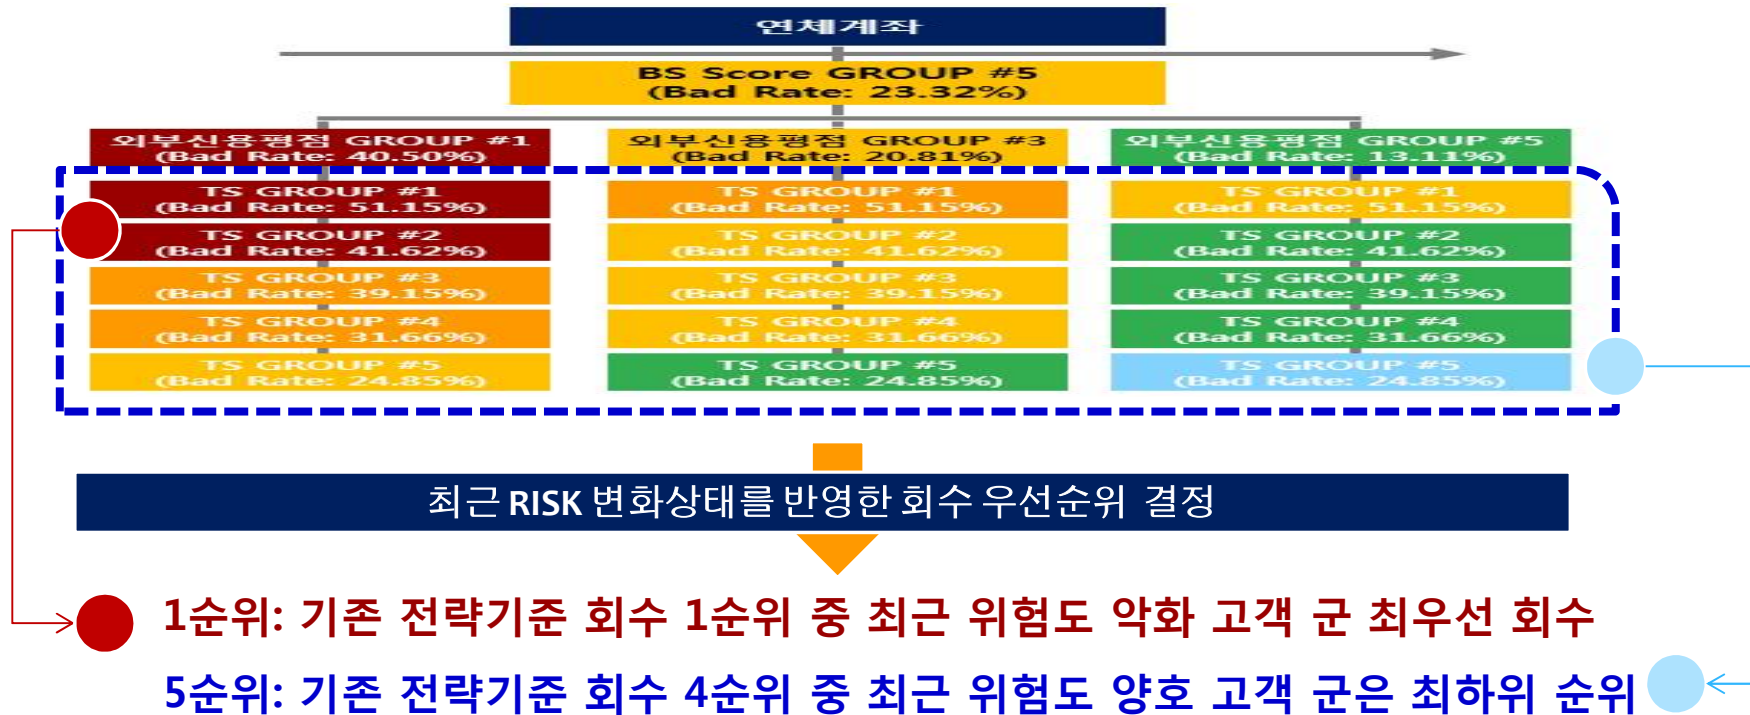 연체계좌
BS Score GROUP #5
(Bad Rate: 23.32%)
외부신용평점 GROUP #1
(Bad Rate: 40.50%)
외부신용평점 GROUP #3
(Bad Rate: 20.81%)
외부신용평점 GROUP #5
(Bad Rate: 13.11%)
TS GROUP #1
(Bad Rate: 51.15%)
TS GROUP #1
(Bad Rate: 51.15%)
TS GROUP #1
(Bad Rate: 51.15%)
TS GROUP #2
(Bad Rate: 41.62%)
TS GROUP #2
(Bad Rate: 41.62%)
TS GROUP #2
(Bad Rate: 41.62%)
TS GROUP #3
(Bad Rate: 39.15%)
TS GROUP #3
(Bad Rate: 39.15%)
TS GROUP #3
(Bad Rate: 39.15%)
TS GROUP #4
(Bad Rate: 31.66%)
TS GROUP #4
(Bad Rate: 31.66%)
TS GROUP #4
(Bad Rate: 31.66%)
TS GROUP #5
(Bad Rate: 24.85%)
TS GROUP #5
(Bad Rate: 24.85%)
TS GROUP #5
(Bad Rate: 24.85%)
최근 RISK 변화상태를 반영한 회수 우선순위 결정
1순위: 기존 전략기준 회수 1순위 중 최근 위험도 악화 고객 군 최우선 회수
5순위: 기존 전략기준 회수 4순위 중 최근 위험도 양호 고객 군은 최하위 순위